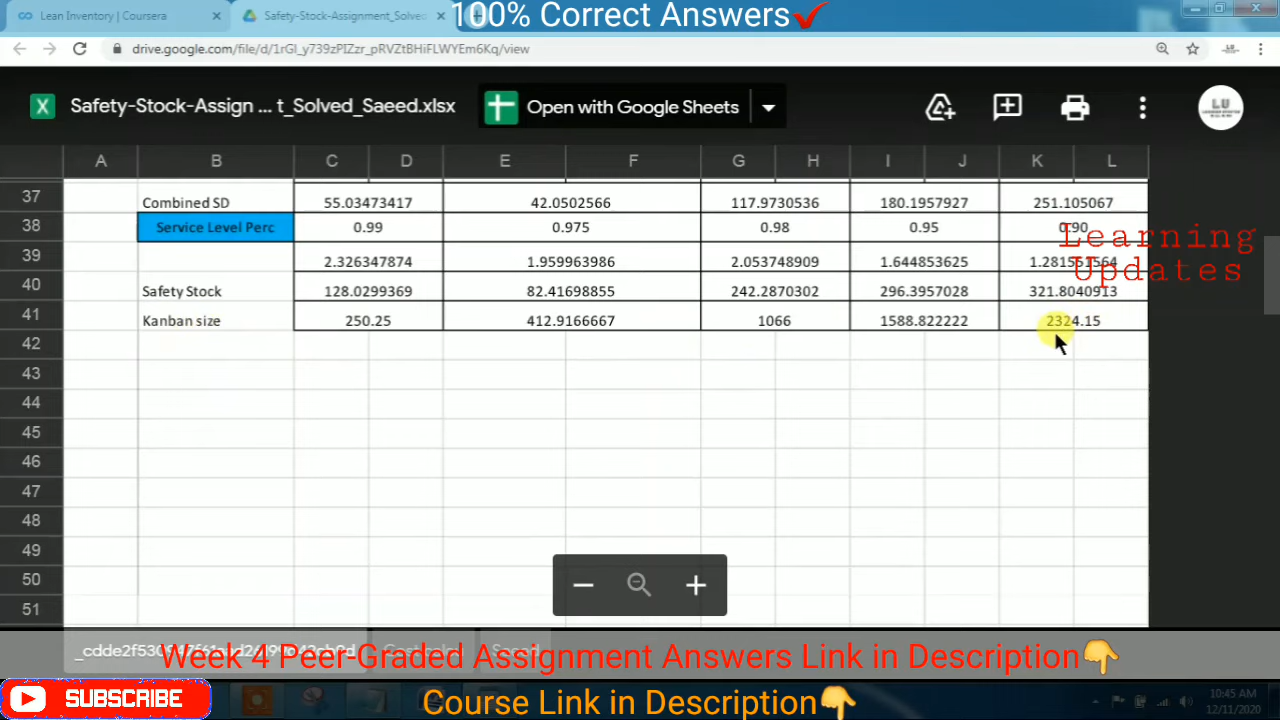 100% Correct Answers✔
Lean Inventory | Coursera
Safety-Stock-Assignment_Solved
drive.google.com/file/d/1rGl_y739zPIZzr_pRVZtBHiFLWYEm6Kq/view
Safety-Stock-Assign ... t_Solved_Saeed.xlsx
Open with Google Sheets
LU
A B C D E F G H I J K L
37 Combined SD 55.03473417 42.0502566 117.9730536 180.1957927 251.105067
38 Service Level Perc 0.99 0.975 0.98 0.95 0.90
Learning
39 2.326347874 1.959963986 2.053748909 1.644853625 1.281551564
Updates
40 Safety Stock 128.0299369 82.41698855 242.2870302 296.3957028 321.8040913
41 Kanban size 250.25 412.9166667 1066 1588.822222 2324.15
42
43
44
45
46
47
48
49
50
51
Week 4 Peer-Graded Assignment Answers Link in Description👇
SUBSCRIBE
Course Link in Description👇
10:45 AM
12/11/2020